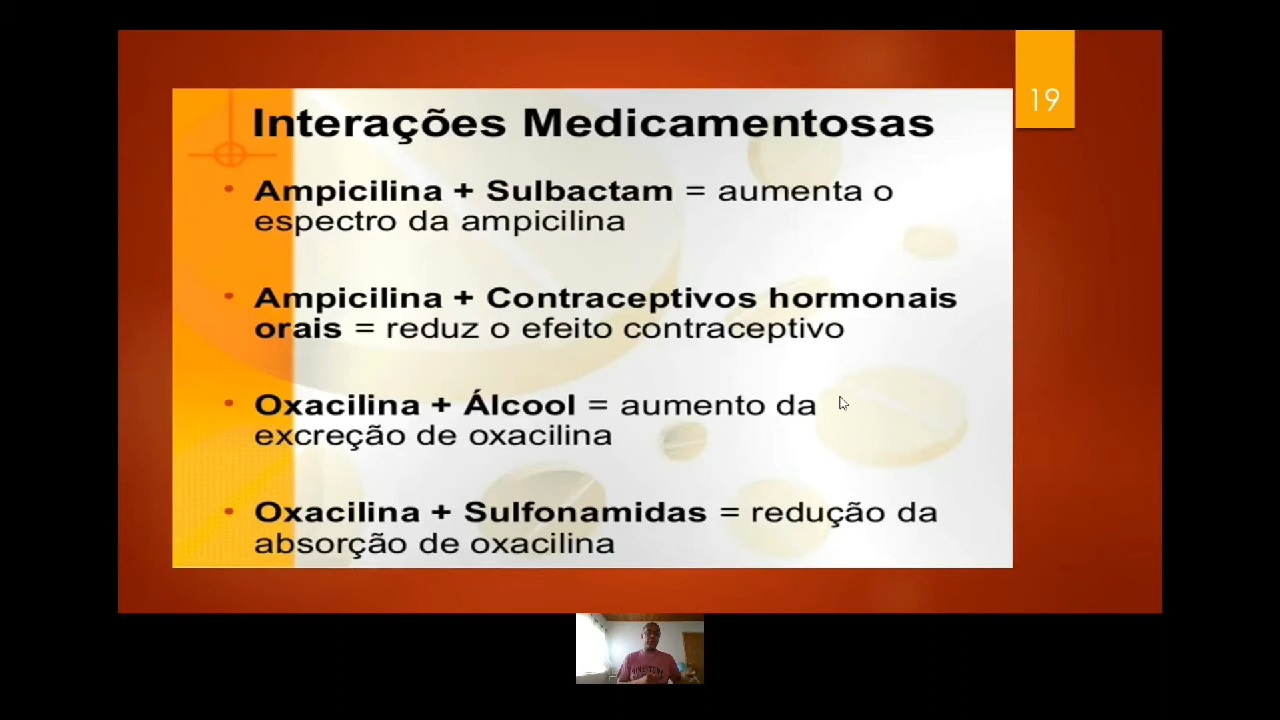 19
Interações Medicamentosas
• Ampicilina + Sulbactam = aumenta o
espectro da ampicilina
• Ampicilina + Contraceptivos hormonais
orais = reduz o efeito contraceptivo
• Oxacilina + Álcool = aumento da
excreção de oxacilina
• Oxacilina + Sulfonamidas = redução da
absorção de oxacilina